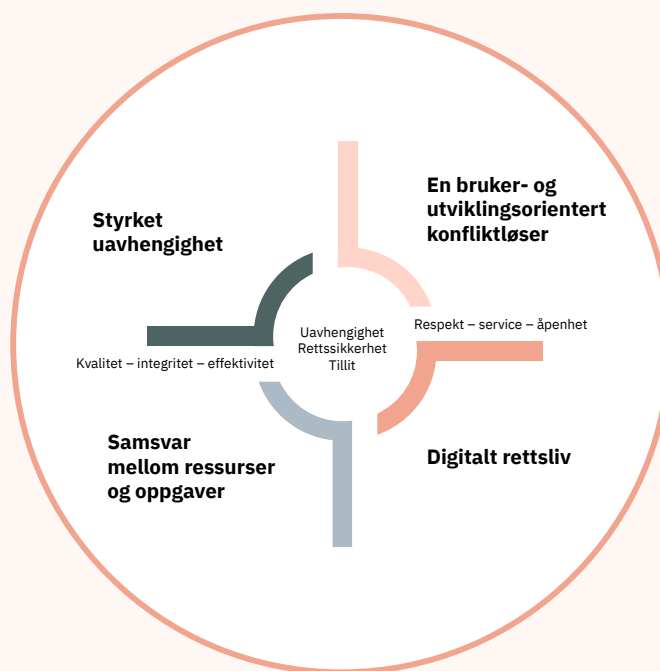 Styrket
uavhengighet
En bruker- og
utviklingsorientert
konfliktløser
Uavhengighet
Rettssikkerhet
Tillit
Respekt – service – åpenhet
Kvalitet – integritet – effektivitet
Samsvar
mellom ressurser
og oppgaver
Digitalt rettsliv